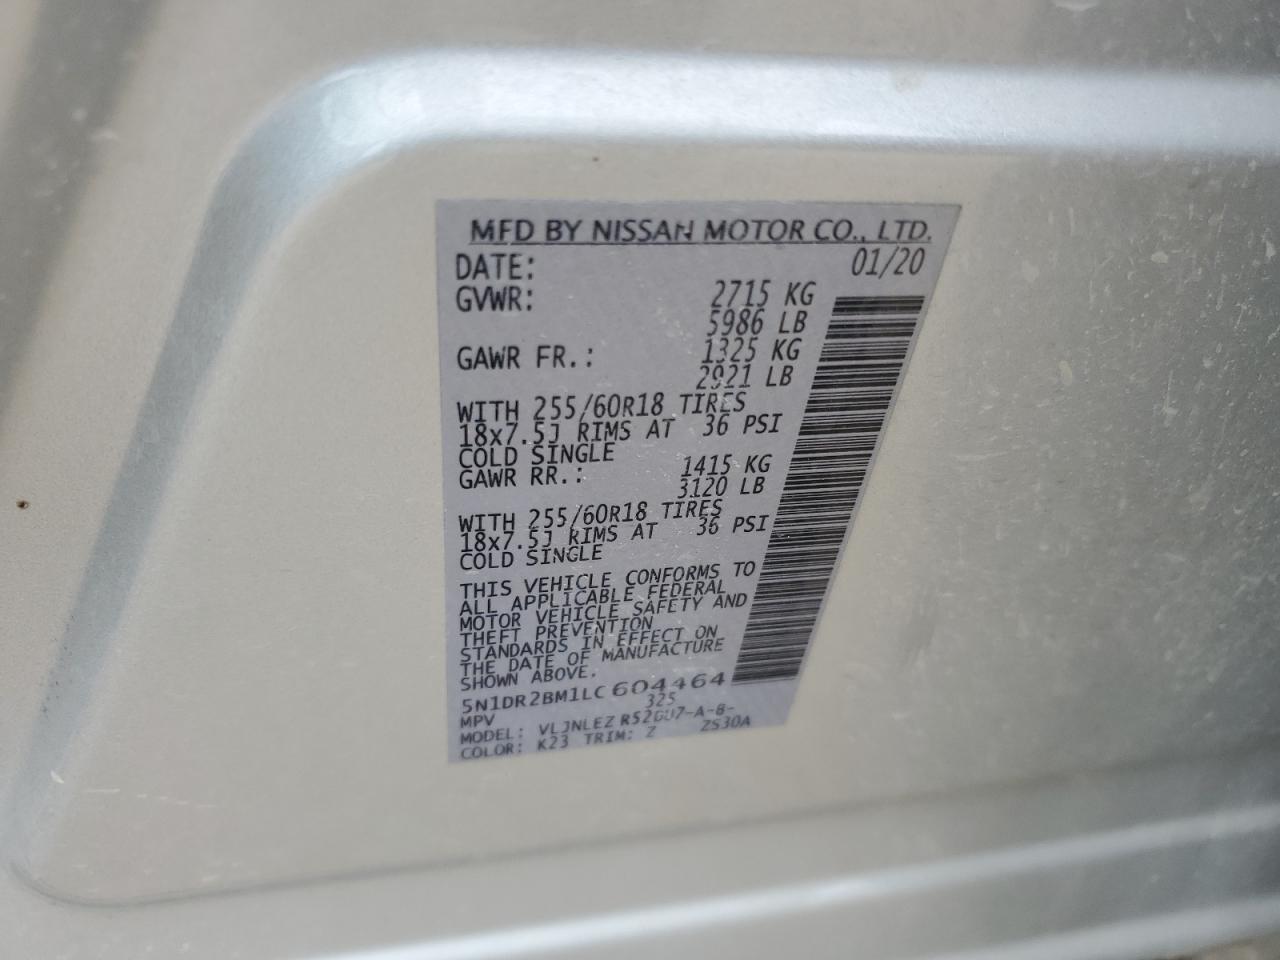 MFD BY NISSAN MOTOR CO., LTD.
DATE: 01/20
GVWR: 2715 KG
5986 LB
GAWR FR.: 1325 KG
2921 LB
WITH 255/60R18 TIRES
18x7.5J RIMS AT 36 PSI
COLD SINGLE
GAWR RR.: 1415 KG
3120 LB
WITH 255/60R18 TIRES
18x7.5J RIMS AT 36 PSI
COLD SINGLE
THIS VEHICLE CONFORMS TO
ALL APPLICABLE FEDERAL
MOTOR VEHICLE SAFETY AND
THEFT PREVENTION
STANDARDS IN EFFECT ON
THE DATE OF MANUFACTURE
SHOWN ABOVE.
5N1DR2BM1LC604464
MPV 325
MODEL:
COLOR: K23 TRIM: Z ZS30A